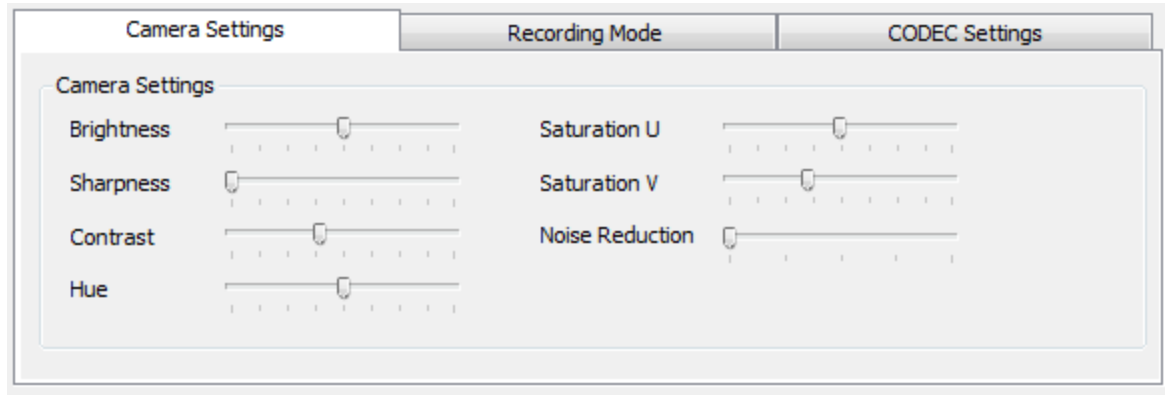 Camera Settings
Recording Mode
CODEC Settings
Camera Settings
Brightness
Saturation U
Sharpness
Saturation V
Contrast
Noise Reduction
Hue